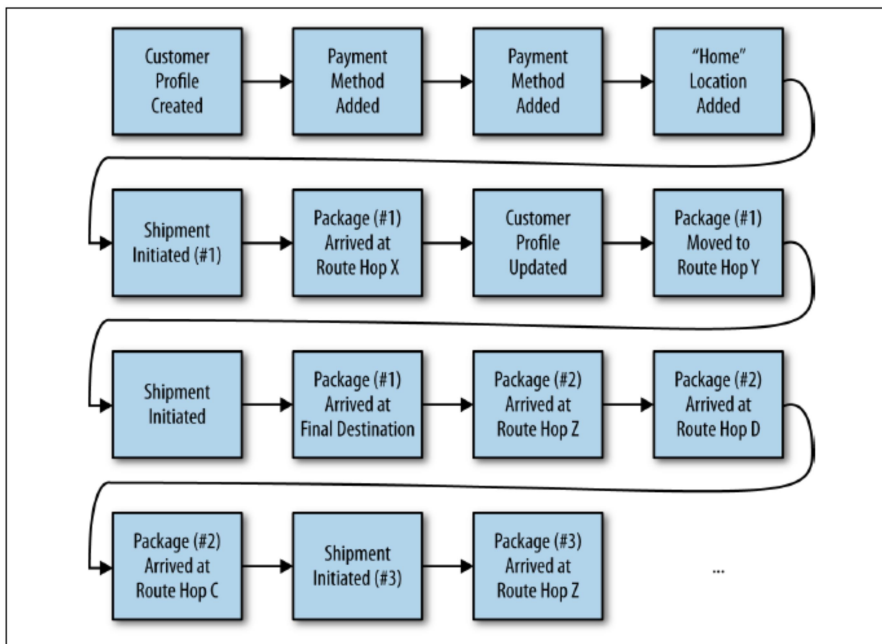 Customer
Profile
Created
Payment
Method
Added
Payment
Method
Added
“Home”
Location
Added
Shipment
Initiated (#1)
Package (#1)
Arrived at
Route Hop X
Customer
Profile
Updated
Package (#1)
Moved to
Route Hop Y
Shipment
Initiated
Package (#1)
Arrived at
Final Destination
Package (#2)
Arrived at
Route Hop Z
Package (#2)
Arrived at
Route Hop D
Package (#2)
Arrived at
Route Hop C
Shipment
Initiated (#3)
Package (#3)
Arrived at
Route Hop Z
...